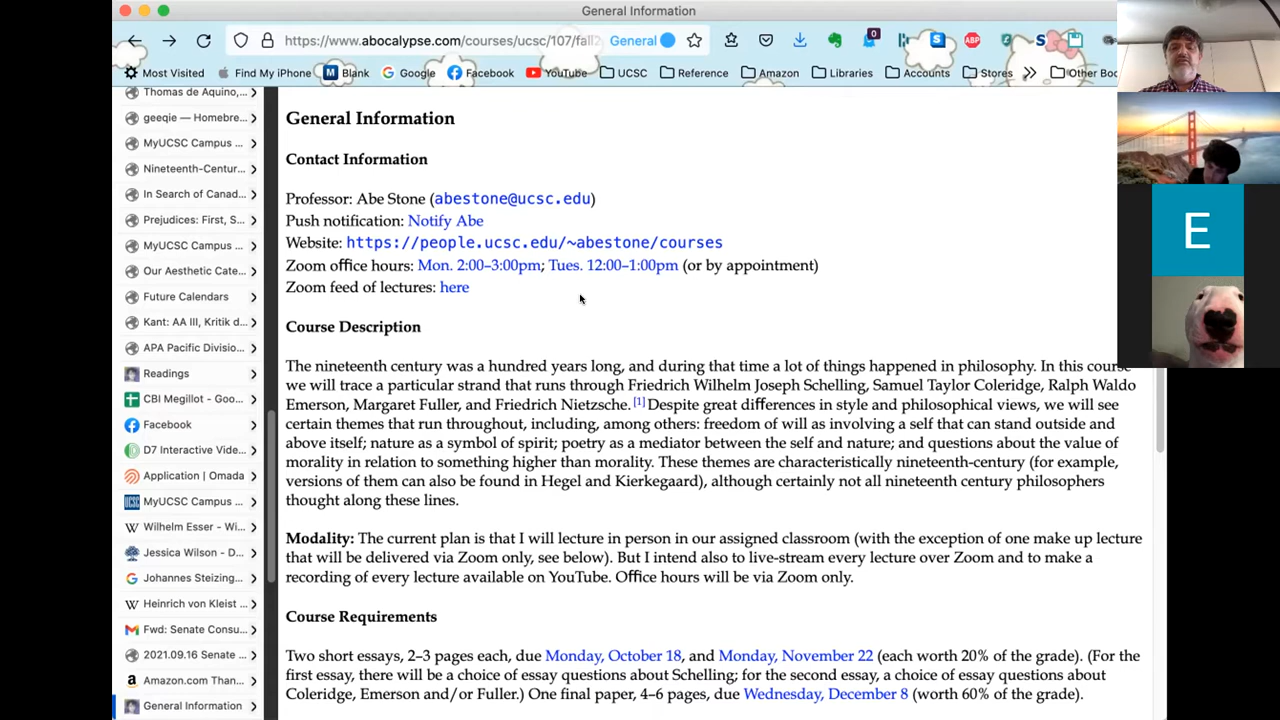 General Information
https://www.abocalypse.com/courses/ucsc/107/fall2
General
0
ABP
S
S
Most Visited
Find My iPhone
M Blank
Google
Facebook
YouTube
UCSC
Reference
Amazon
Libraries
Accounts
Stores
Other Boo
Thomas de Aquino,...
geeqie — Homebre...
MyUCSC Campus ...
Nineteenth-Centur...
In Search of Canad...
Prejudices: First, S...
MyUCSC Campus ...
Our Aesthetic Cate...
Future Calendars
Kant: AA III, Kritik d...
APA Pacific Divisio...
Readings
CBI Megillot - Goo...
Facebook
D7 Interactive Vide...
Application | Omada
MyUCSC Campus ...
Wilhelm Esser - Wi...
Jessica Wilson - D...
Johannes Steizing...
Heinrich von Kleist ...
Fwd: Senate Consu...
2021.09.16 Senate ...
Amazon.com Than...
General Information
General Information
Contact Information
Professor: Abe Stone (abestone@ucsc.edu)
Push notification: Notify Abe
Website: https://people.ucsc.edu/~abestone/courses
Zoom office hours: Mon. 2:00–3:00pm; Tues. 12:00–1:00pm (or by appointment)
Zoom feed of lectures: here
Course Description
The nineteenth century was a hundred years long, and during that time a lot of things happened in philosophy. In this course
we will trace a particular strand that runs through Friedrich Wilhelm Joseph Schelling, Samuel Taylor Coleridge, Ralph Waldo
Emerson, Margaret Fuller, and Friedrich Nietzsche.[1] Despite great differences in style and philosophical views, we will see
certain themes that run throughout, including, among others: freedom of will as involving a self that can stand outside and
above itself; nature as a symbol of spirit; poetry as a mediator between the self and nature; and questions about the value of
morality in relation to something higher than morality. These themes are characteristically nineteenth-century (for example,
versions of them can also be found in Hegel and Kierkegaard), although certainly not all nineteenth century philosophers
thought along these lines.
Modality: The current plan is that I will lecture in person in our assigned classroom (with the exception of one make up lecture
that will be delivered via Zoom only, see below). But I intend also to live-stream every lecture over Zoom and to make a
recording of every lecture available on YouTube. Office hours will be via Zoom only.
Course Requirements
Two short essays, 2–3 pages each, due Monday, October 18, and Monday, November 22 (each worth 20% of the grade). (For the
first essay, there will be a choice of essay questions about Schelling; for the second essay, a choice of essay questions about
Coleridge, Emerson and/or Fuller.) One final paper, 4–6 pages, due Wednesday, December 8 (worth 60% of the grade).
E